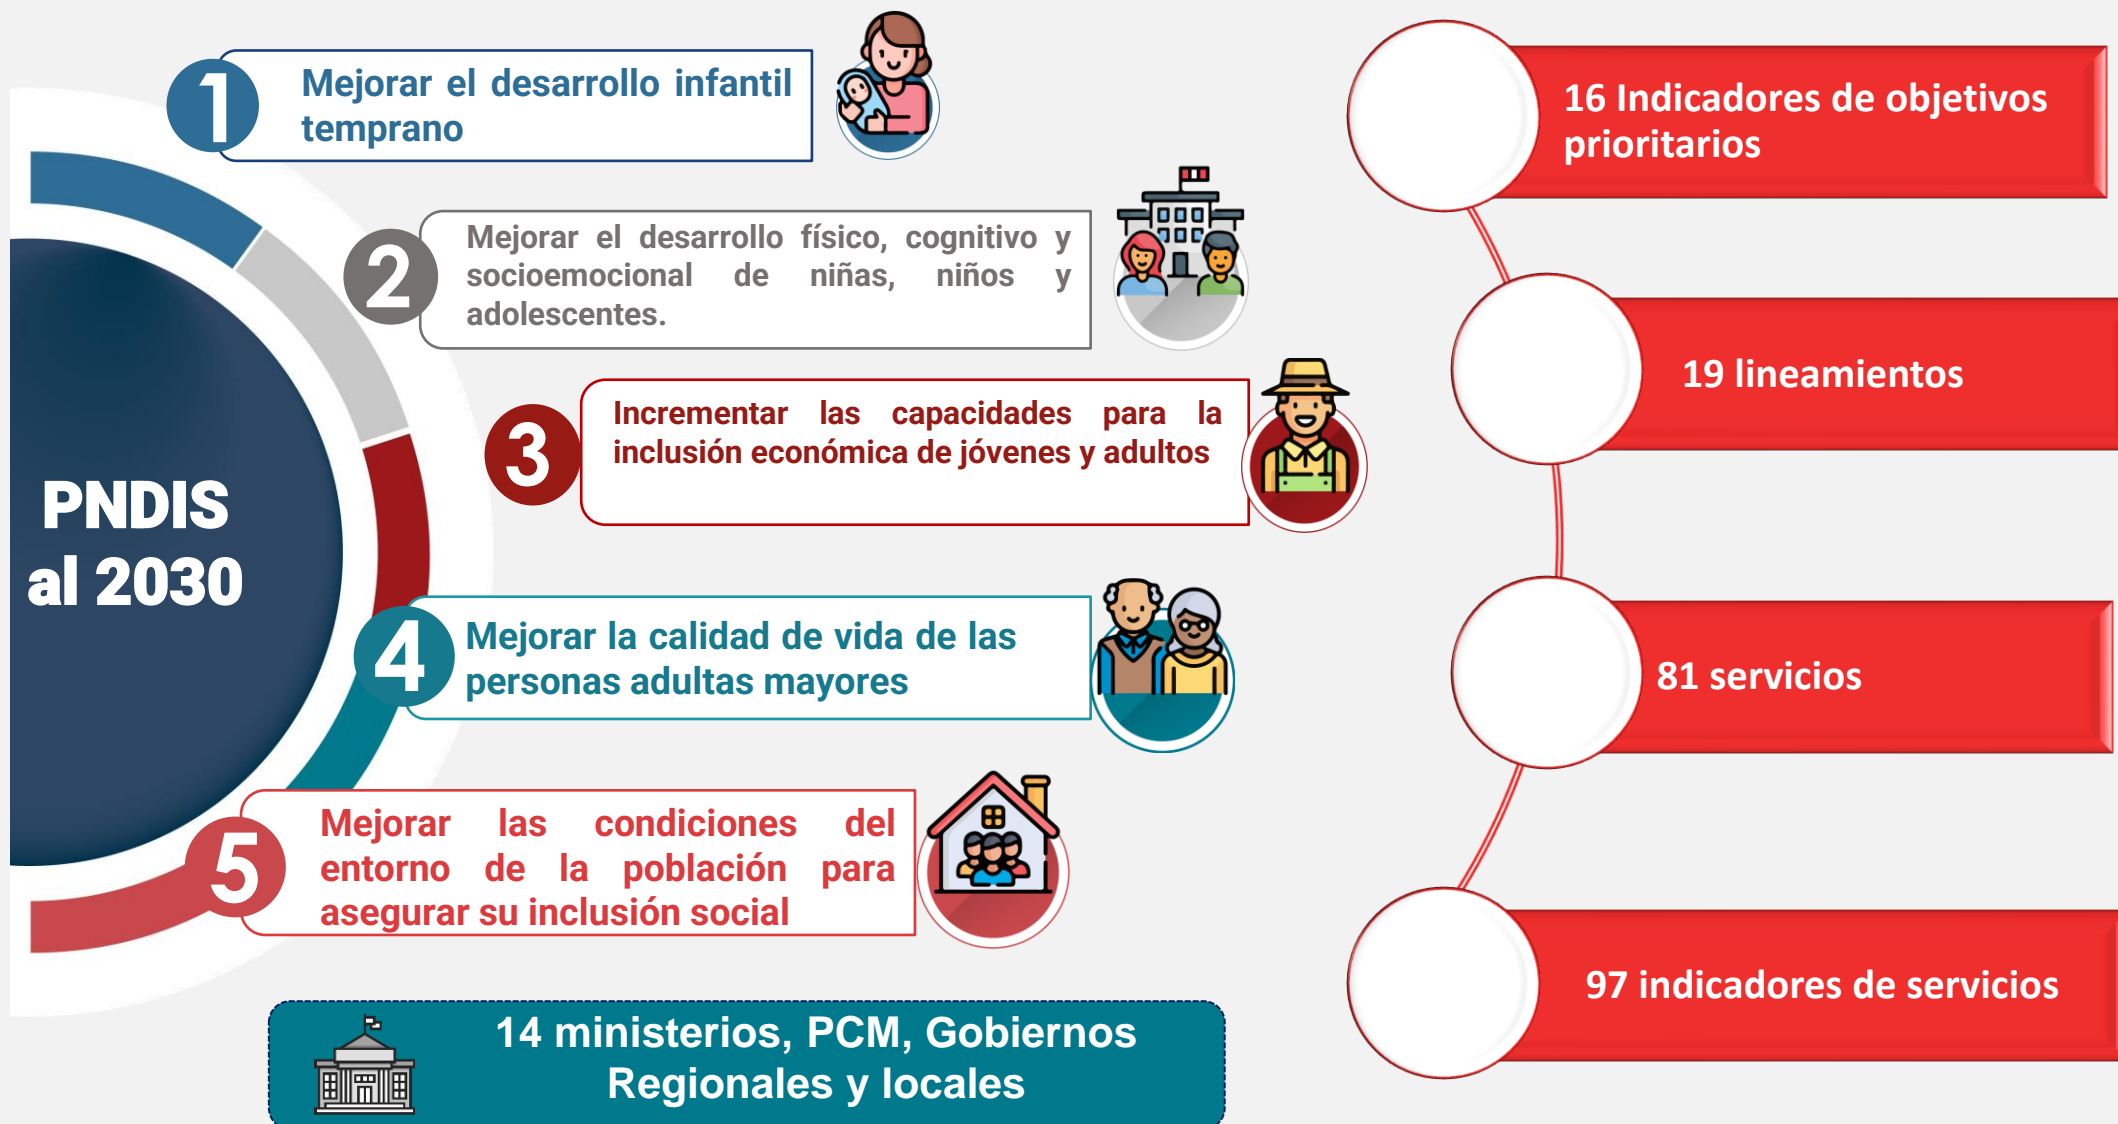 PNDIS
al 2030
1
Mejorar el desarrollo infantil
temprano
2
Mejorar el desarrollo físico, cognitivo y
socioemocional de niñas, niños y
adolescentes.
3
Incrementar las capacidades para la
inclusión económica de jóvenes y adultos
4
Mejorar la calidad de vida de las
personas adultas mayores
5
Mejorar las condiciones del
entorno de la población para
asegurar su inclusión social
14 ministerios, PCM, Gobiernos
Regionales y locales
16 Indicadores de objetivos
prioritarios
19 lineamientos
81 servicios
97 indicadores de servicios